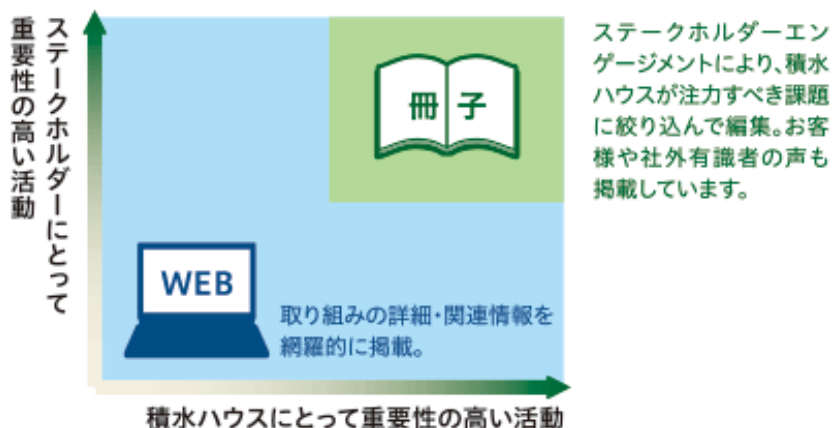 ステークホルダーにとって
重要性の高い活動
冊子
ステークホルダーエン
ゲージメントにより、積水
ハウスが注力すべき課題
に絞り込んで編集。お客
様や社外有識者の声も
掲載しています。
WEB
取り組みの詳細・関連情報を
網羅的に掲載。
積水ハウスにとって重要性の高い活動